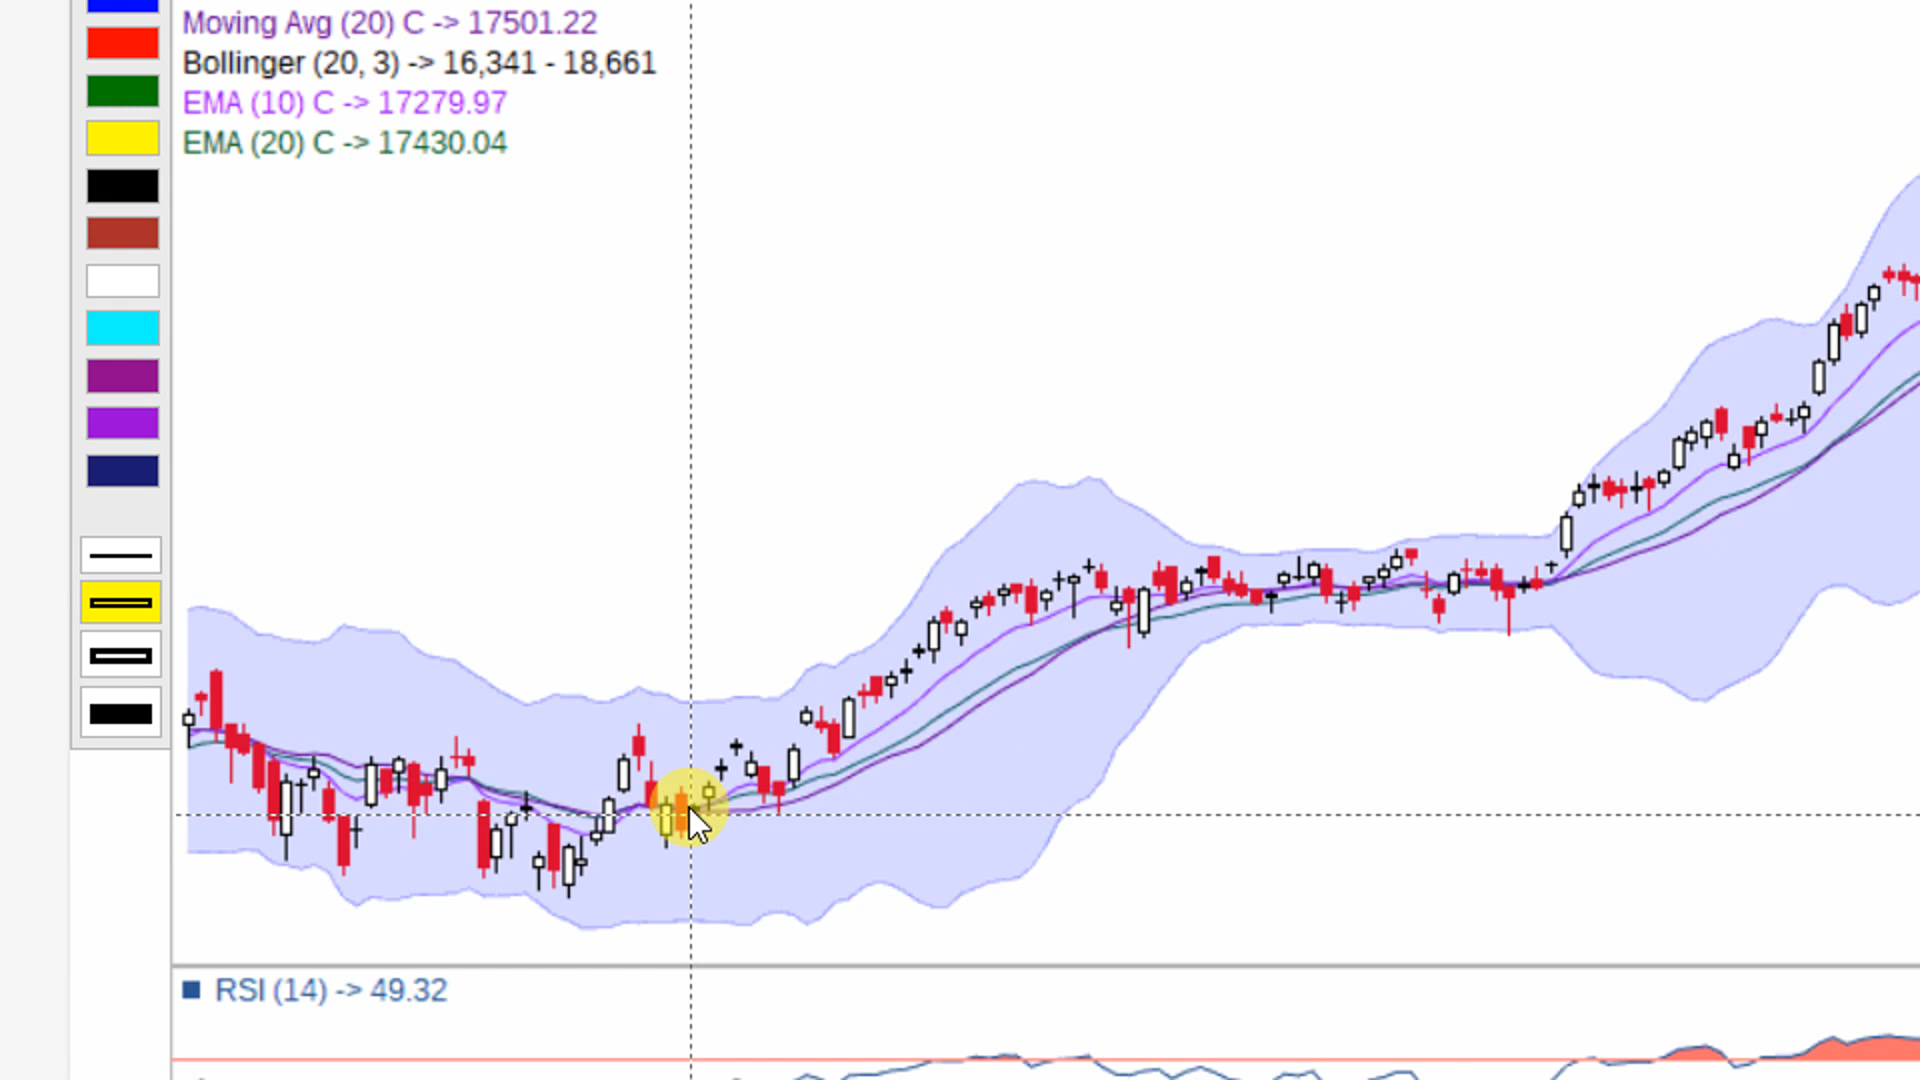 Moving Avg (20) C -> 17501.22
Bollinger (20, 3) -> 16,341 - 18,661
EMA (10) C -> 17279.97
EMA (20) C -> 17430.04
RSI (14) -> 49.32